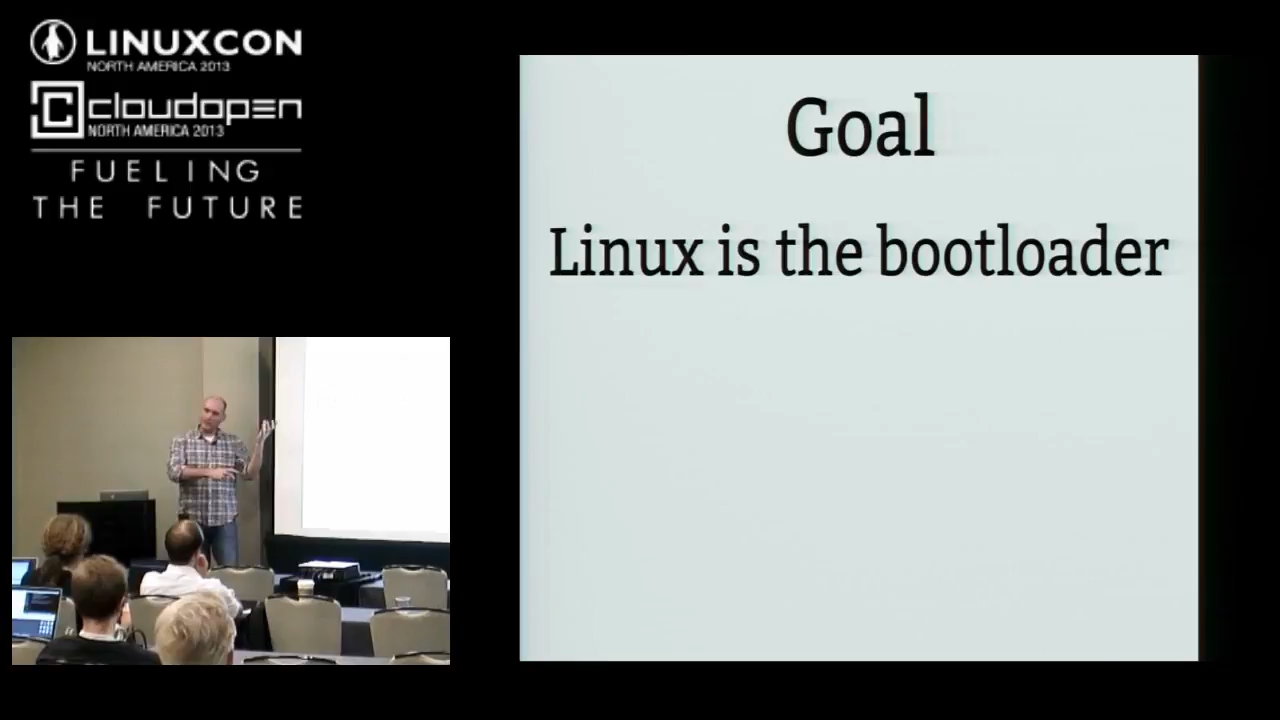 LINUXCON
NORTH AMERICA 2013
cloudopen
NORTH AMERICA 2013
FUELING
THE FUTURE
Goal
Linux is the bootloader